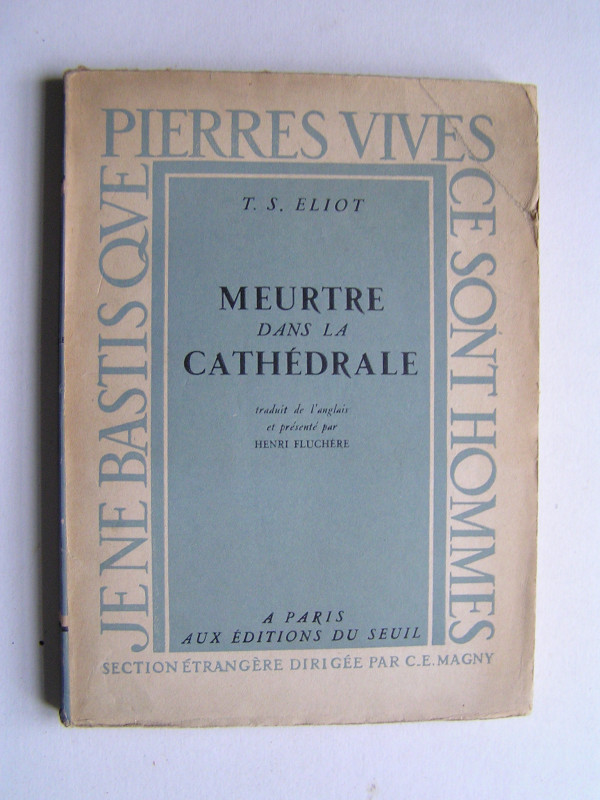 JE NE BASTIS QVE
PIERRES VIVES
CE SONT HOMMES
T. S. ELIOT
MEURTRE
DANS LA
CATHÉDRALE
traduit de l'anglais
et présenté par
HENRI FLUCHÈRE
A PARIS
AUX ÉDITIONS DU SEUIL
SECTION ÉTRANGÈRE DIRIGÉE PAR C.E. MAGNY